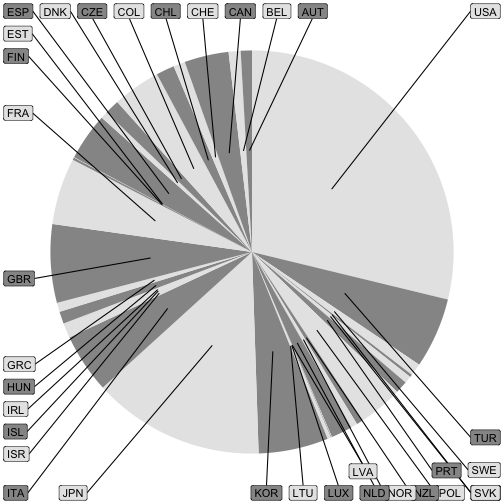 ESP DNK CZE COL CHL CHE CAN BEL AUT USA
EST
FIN
FRA
GBR
GRC
HUN
IRL
ISL
ISR
TUR
LVA PRT SWE
ITA JPN KOR LTU LUX NLD NOR NZL POL SVK